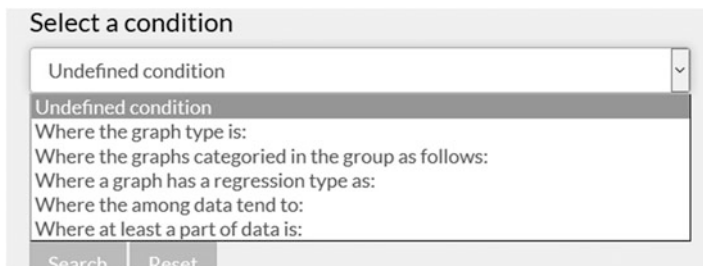 Select a condition
Undefined condition
Undefined condition
Where the graph type is:
Where the graphs categoried in the group as follows:
Where a graph has a regression type as:
Where the among data tend to:
Where at least a part of data is:
Search Reset